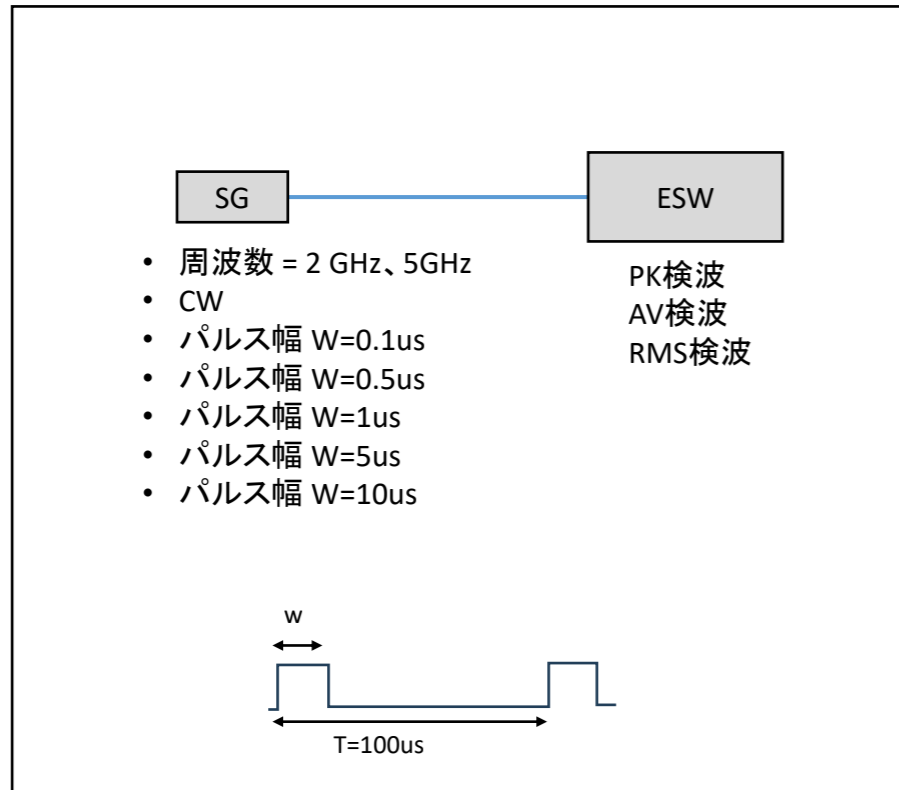 SG
ESW
• 周波数 = 2 GHz、5GHz
• CW
• パルス幅 W=0.1us
• パルス幅 W=0.5us
• パルス幅 W=1us
• パルス幅 W=5us
• パルス幅 W=10us
PK検波
AV検波
RMS検波
w
T=100us